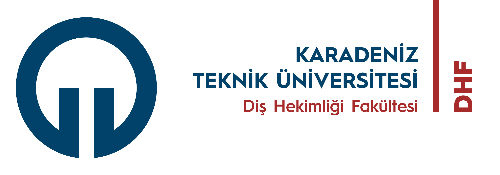 KARADENİZ
TEKNİK ÜNİVERSİTESİ
Diş Hekimliği Fakültesi
DHF